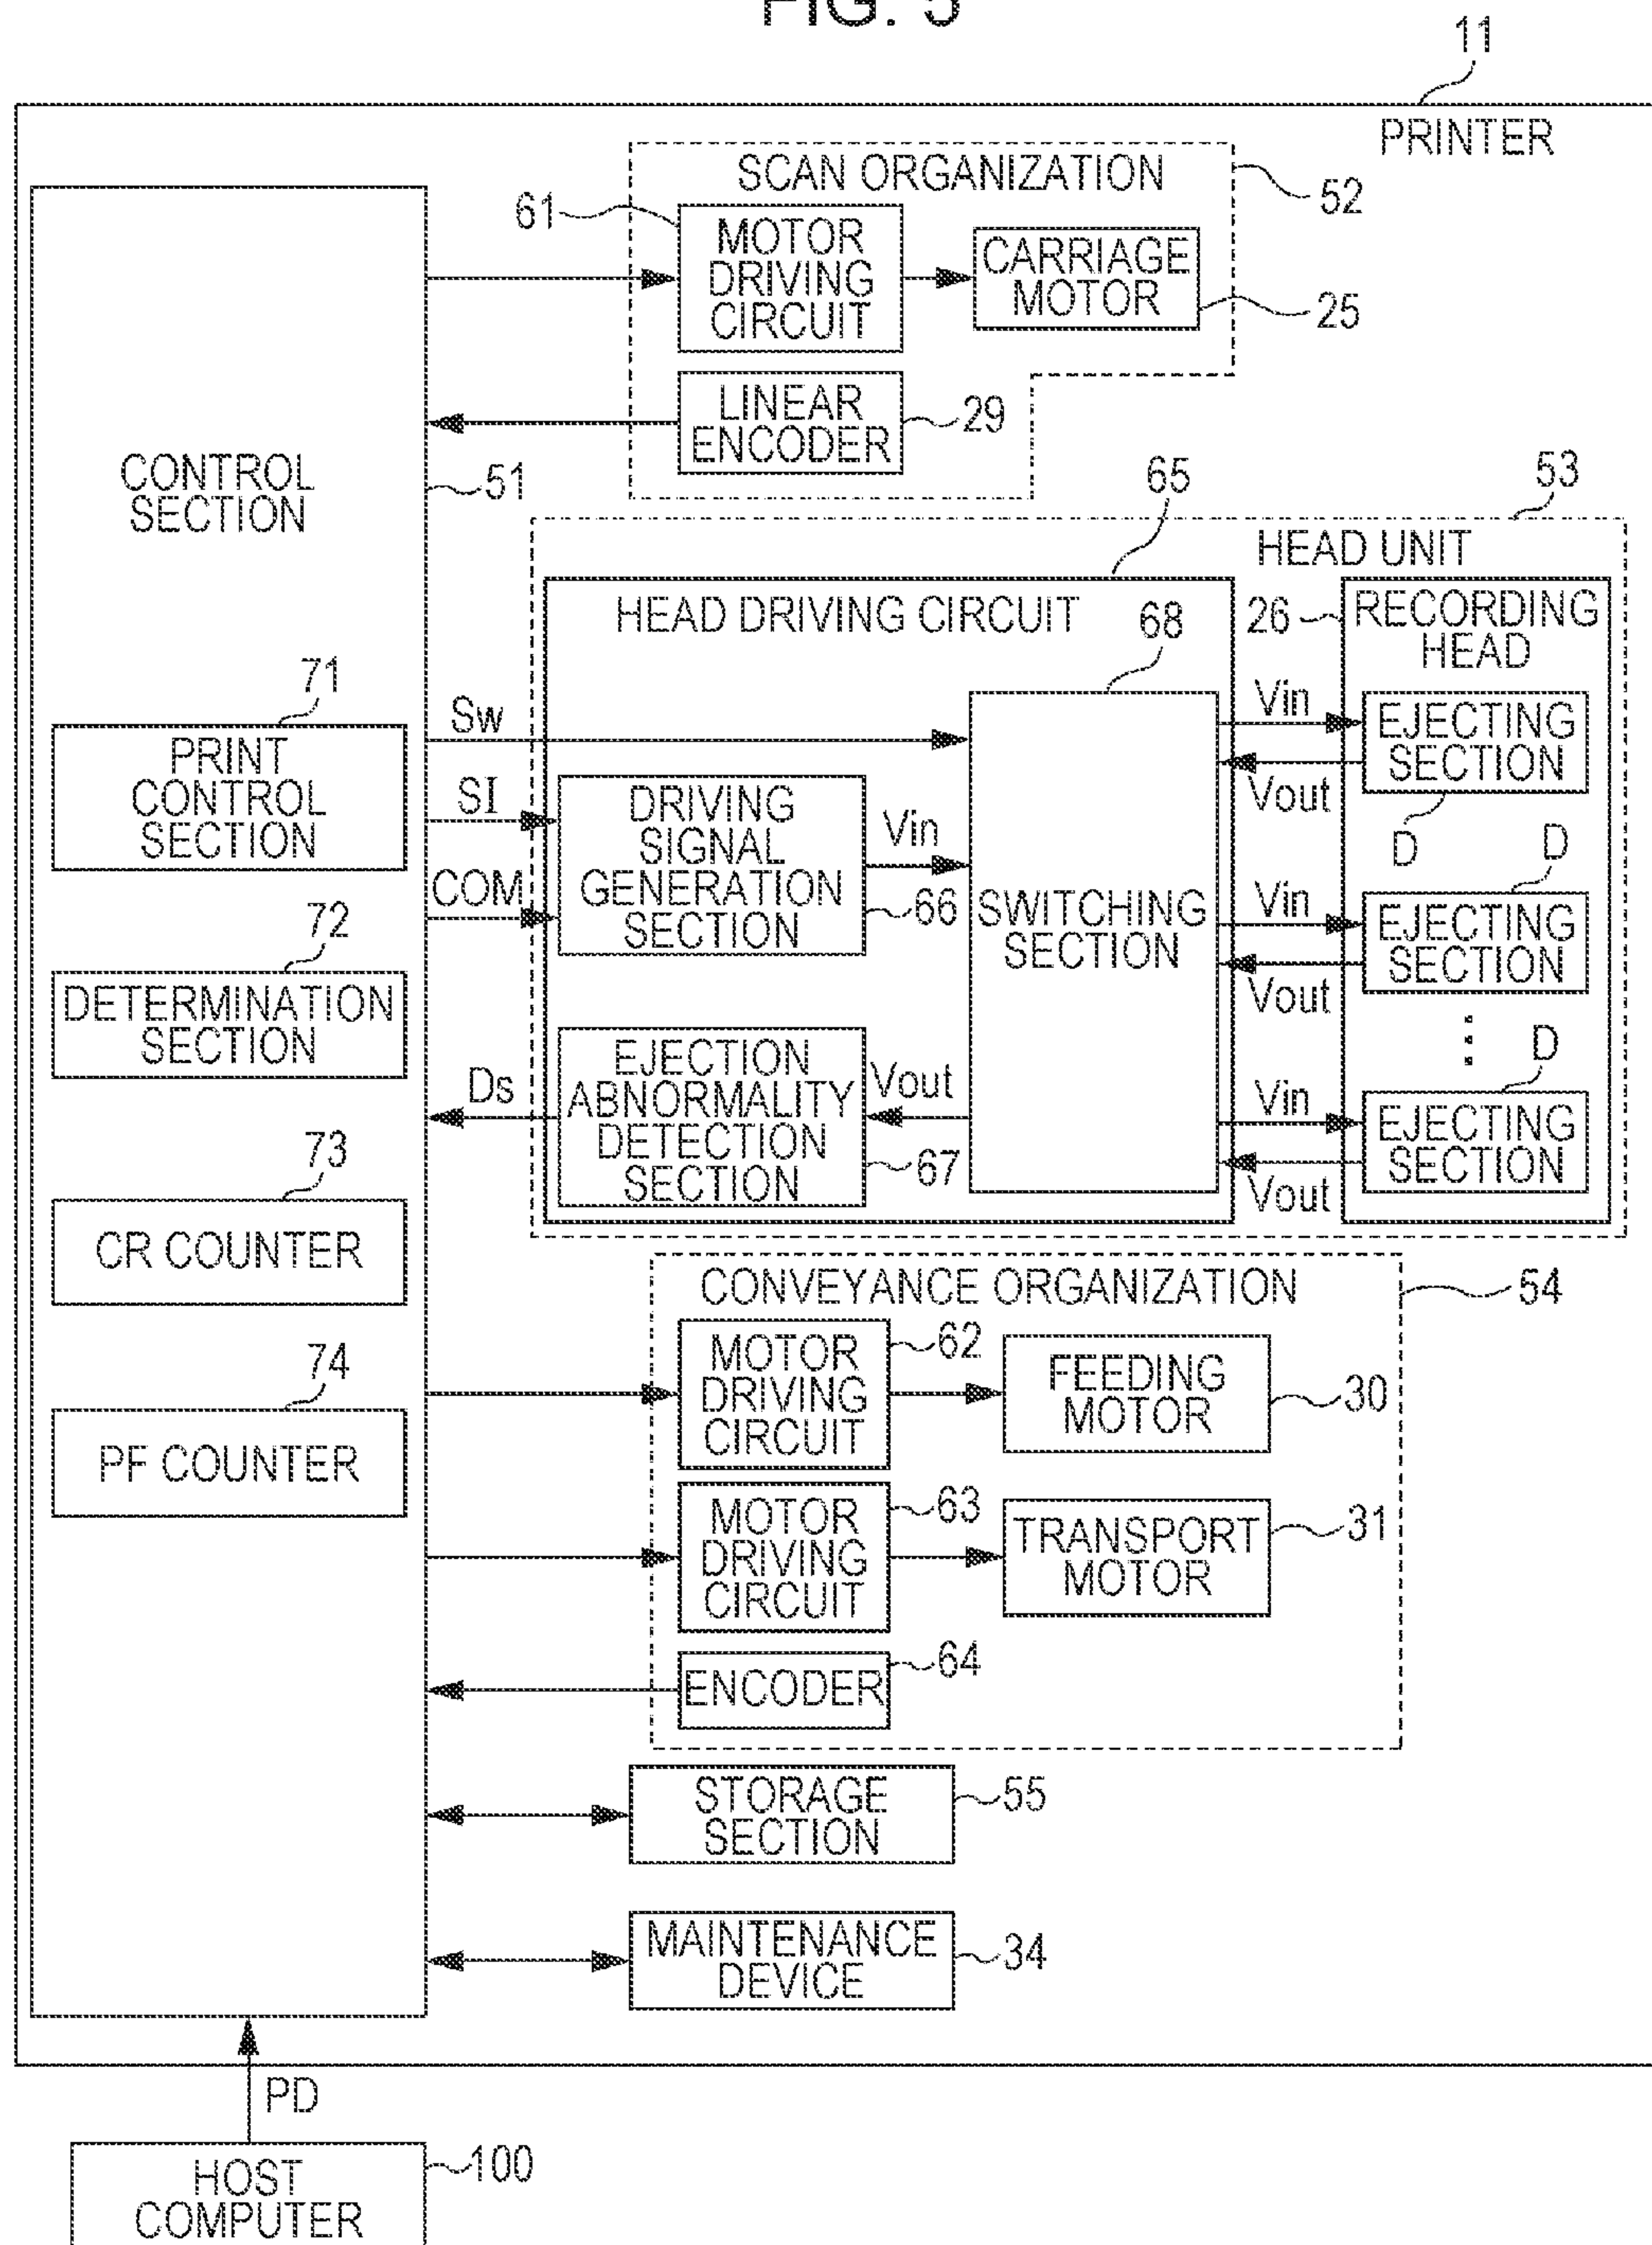 FIG. 5
11
PRINTER
SCAN ORGANIZATION
52
61
MOTOR
DRIVING
CIRCUIT
CARRIAGE
MOTOR
25
LINEAR
ENCODER
29
CONTROL
SECTION
51
65
53
HEAD UNIT
HEAD DRIVING CIRCUIT
68
26
RECORDING
HEAD
71
PRINT
CONTROL
SECTION
Sw
SI
COM
DRIVING
SIGNAL
GENERATION
SECTION
66
Vin
SWITCHING
SECTION
Vin
Vout
EJECTING
SECTION
D
D
Vin
Vout
EJECTING
SECTION
D
Vin
Vout
EJECTING
SECTION
72
DETERMINATION
SECTION
Ds
EJECTION
ABNORMALITY
DETECTION
SECTION
67
Vout
73
CR COUNTER
74
PF COUNTER
CONVEYANCE ORGANIZATION
54
MOTOR
DRIVING
CIRCUIT
62
FEEDING
MOTOR
30
MOTOR
DRIVING
CIRCUIT
63
TRANSPORT
MOTOR
31
ENCODER
64
STORAGE
SECTION
55
MAINTENANCE
DEVICE
34
PD
HOST
COMPUTER
100